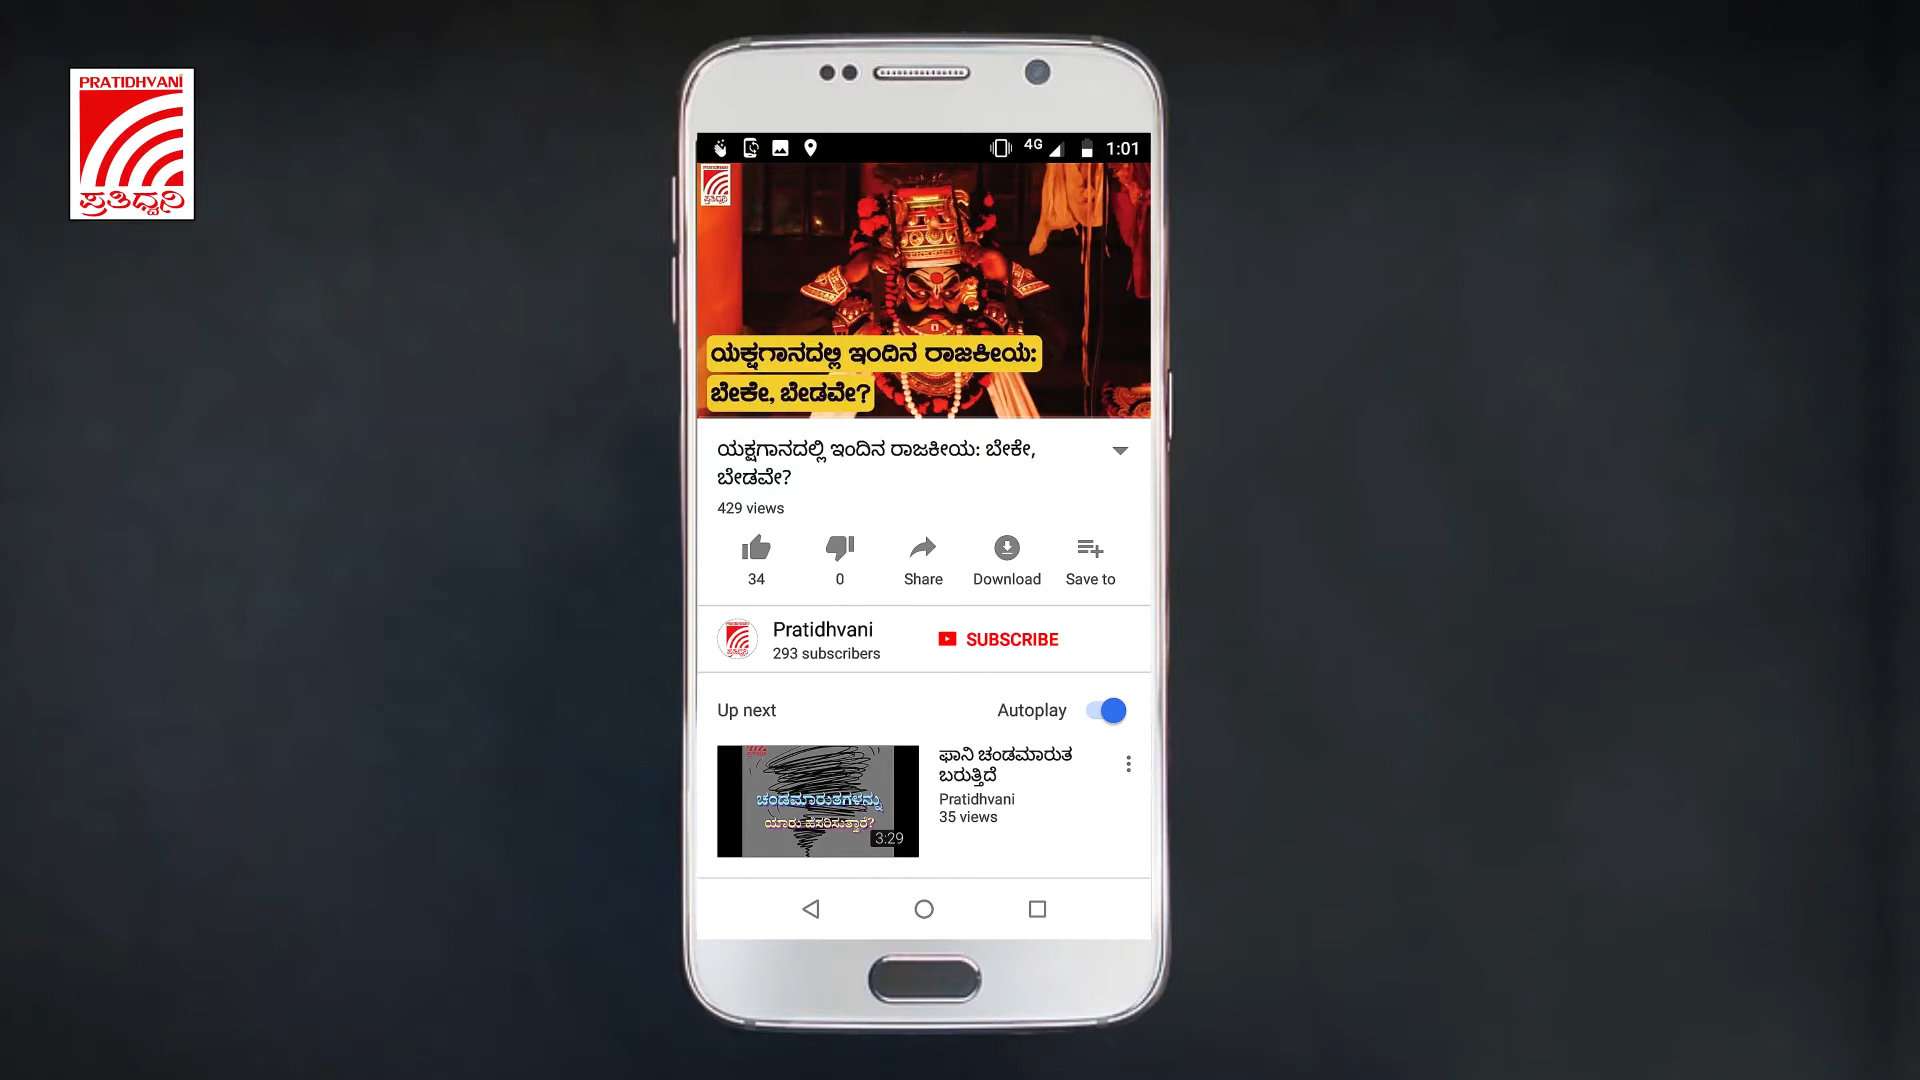 PRATIDHVANI
ಪ್ರತಿಧ್ವನಿ
4G 1:01
ಯಕ್ಷಗಾನದಲ್ಲಿ ಇಂದಿನ ರಾಜಕೀಯ:
ಬೇಕೇ, ಬೇಡವೇ?
ಯಕ್ಷಗಾನದಲ್ಲಿ ಇಂದಿನ ರಾಜಕೀಯ: ಬೇಕೇ,
ಬೇಡವೇ?
429 views
34 0 Share Download Save to
Pratidhvani
293 subscribers
SUBSCRIBE
Up next Autoplay
ಚಂಡಮಾರುತಗಳನ್ನು
ಯಾರು ಹೆಸರಿಸುತ್ತಾರೆ?
3:29
ಫಾನಿ ಚಂಡಮಾರುತ
ಬರುತ್ತಿದೆ
Pratidhvani
35 views